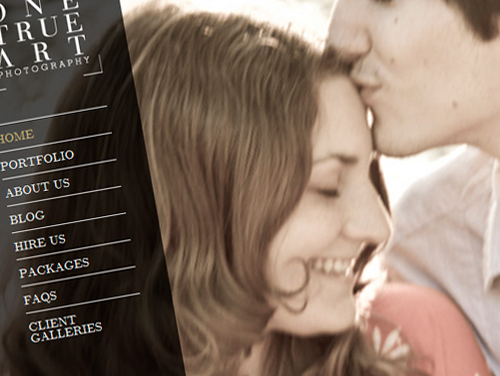 ONE
TRUE
ART
PHOTOGRAPHY
HOME
PORTFOLIO
ABOUT US
BLOG
HIRE US
PACKAGES
FAQS
CLIENT
GALLERIES